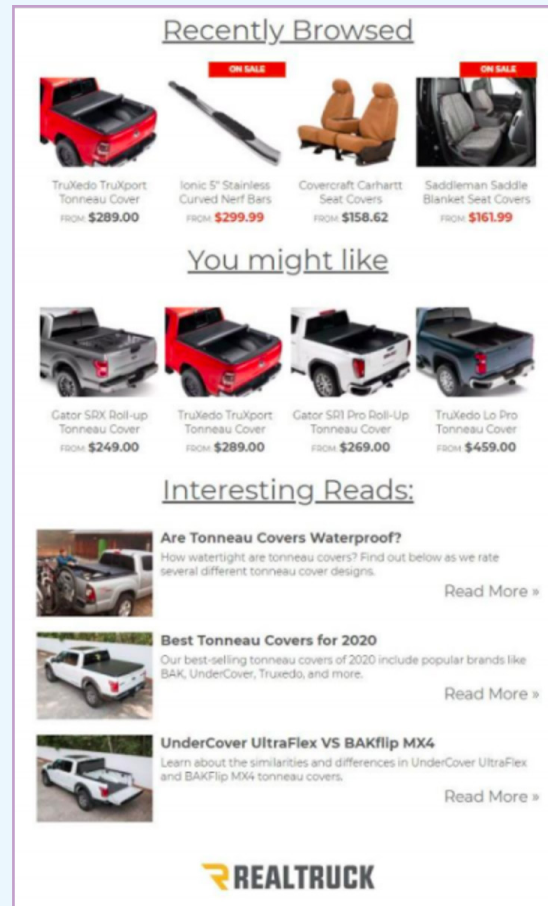 Recently Browsed
ON SALE
ON SALE
TruXedo TruXport
Tonneau Cover
FROM: $289.00
Ionic 5" Stainless
Curved Nerf Bars
FROM: $299.99
Covercraft Carhartt
Seat Covers
FROM: $158.62
Saddleman Saddle
Blanket Seat Covers
FROM: $161.99
You might like
Gator SRX Roll-up
Tonneau Cover
FROM: $249.00
TruXedo TruXport
Tonneau Cover
FROM: $289.00
Gator SR1 Pro Roll-Up
Tonneau Cover
FROM: $269.00
TruXedo Lo Pro
Tonneau Cover
FROM: $459.00
Interesting Reads:
Are Tonneau Covers Waterproof?
How watertight are tonneau covers? Find out below as we rate
several different tonneau cover designs.
Read More »
Best Tonneau Covers for 2020
Our best-selling tonneau covers of 2020 include popular brands like
BAK, UnderCover, Truxedo, and more.
Read More »
UnderCover UltraFlex VS BAKflip MX4
Learn about the similarities and differences in UnderCover UltraFlex
and BAKFlip MX4 tonneau covers.
Read More »
REALTRUCK